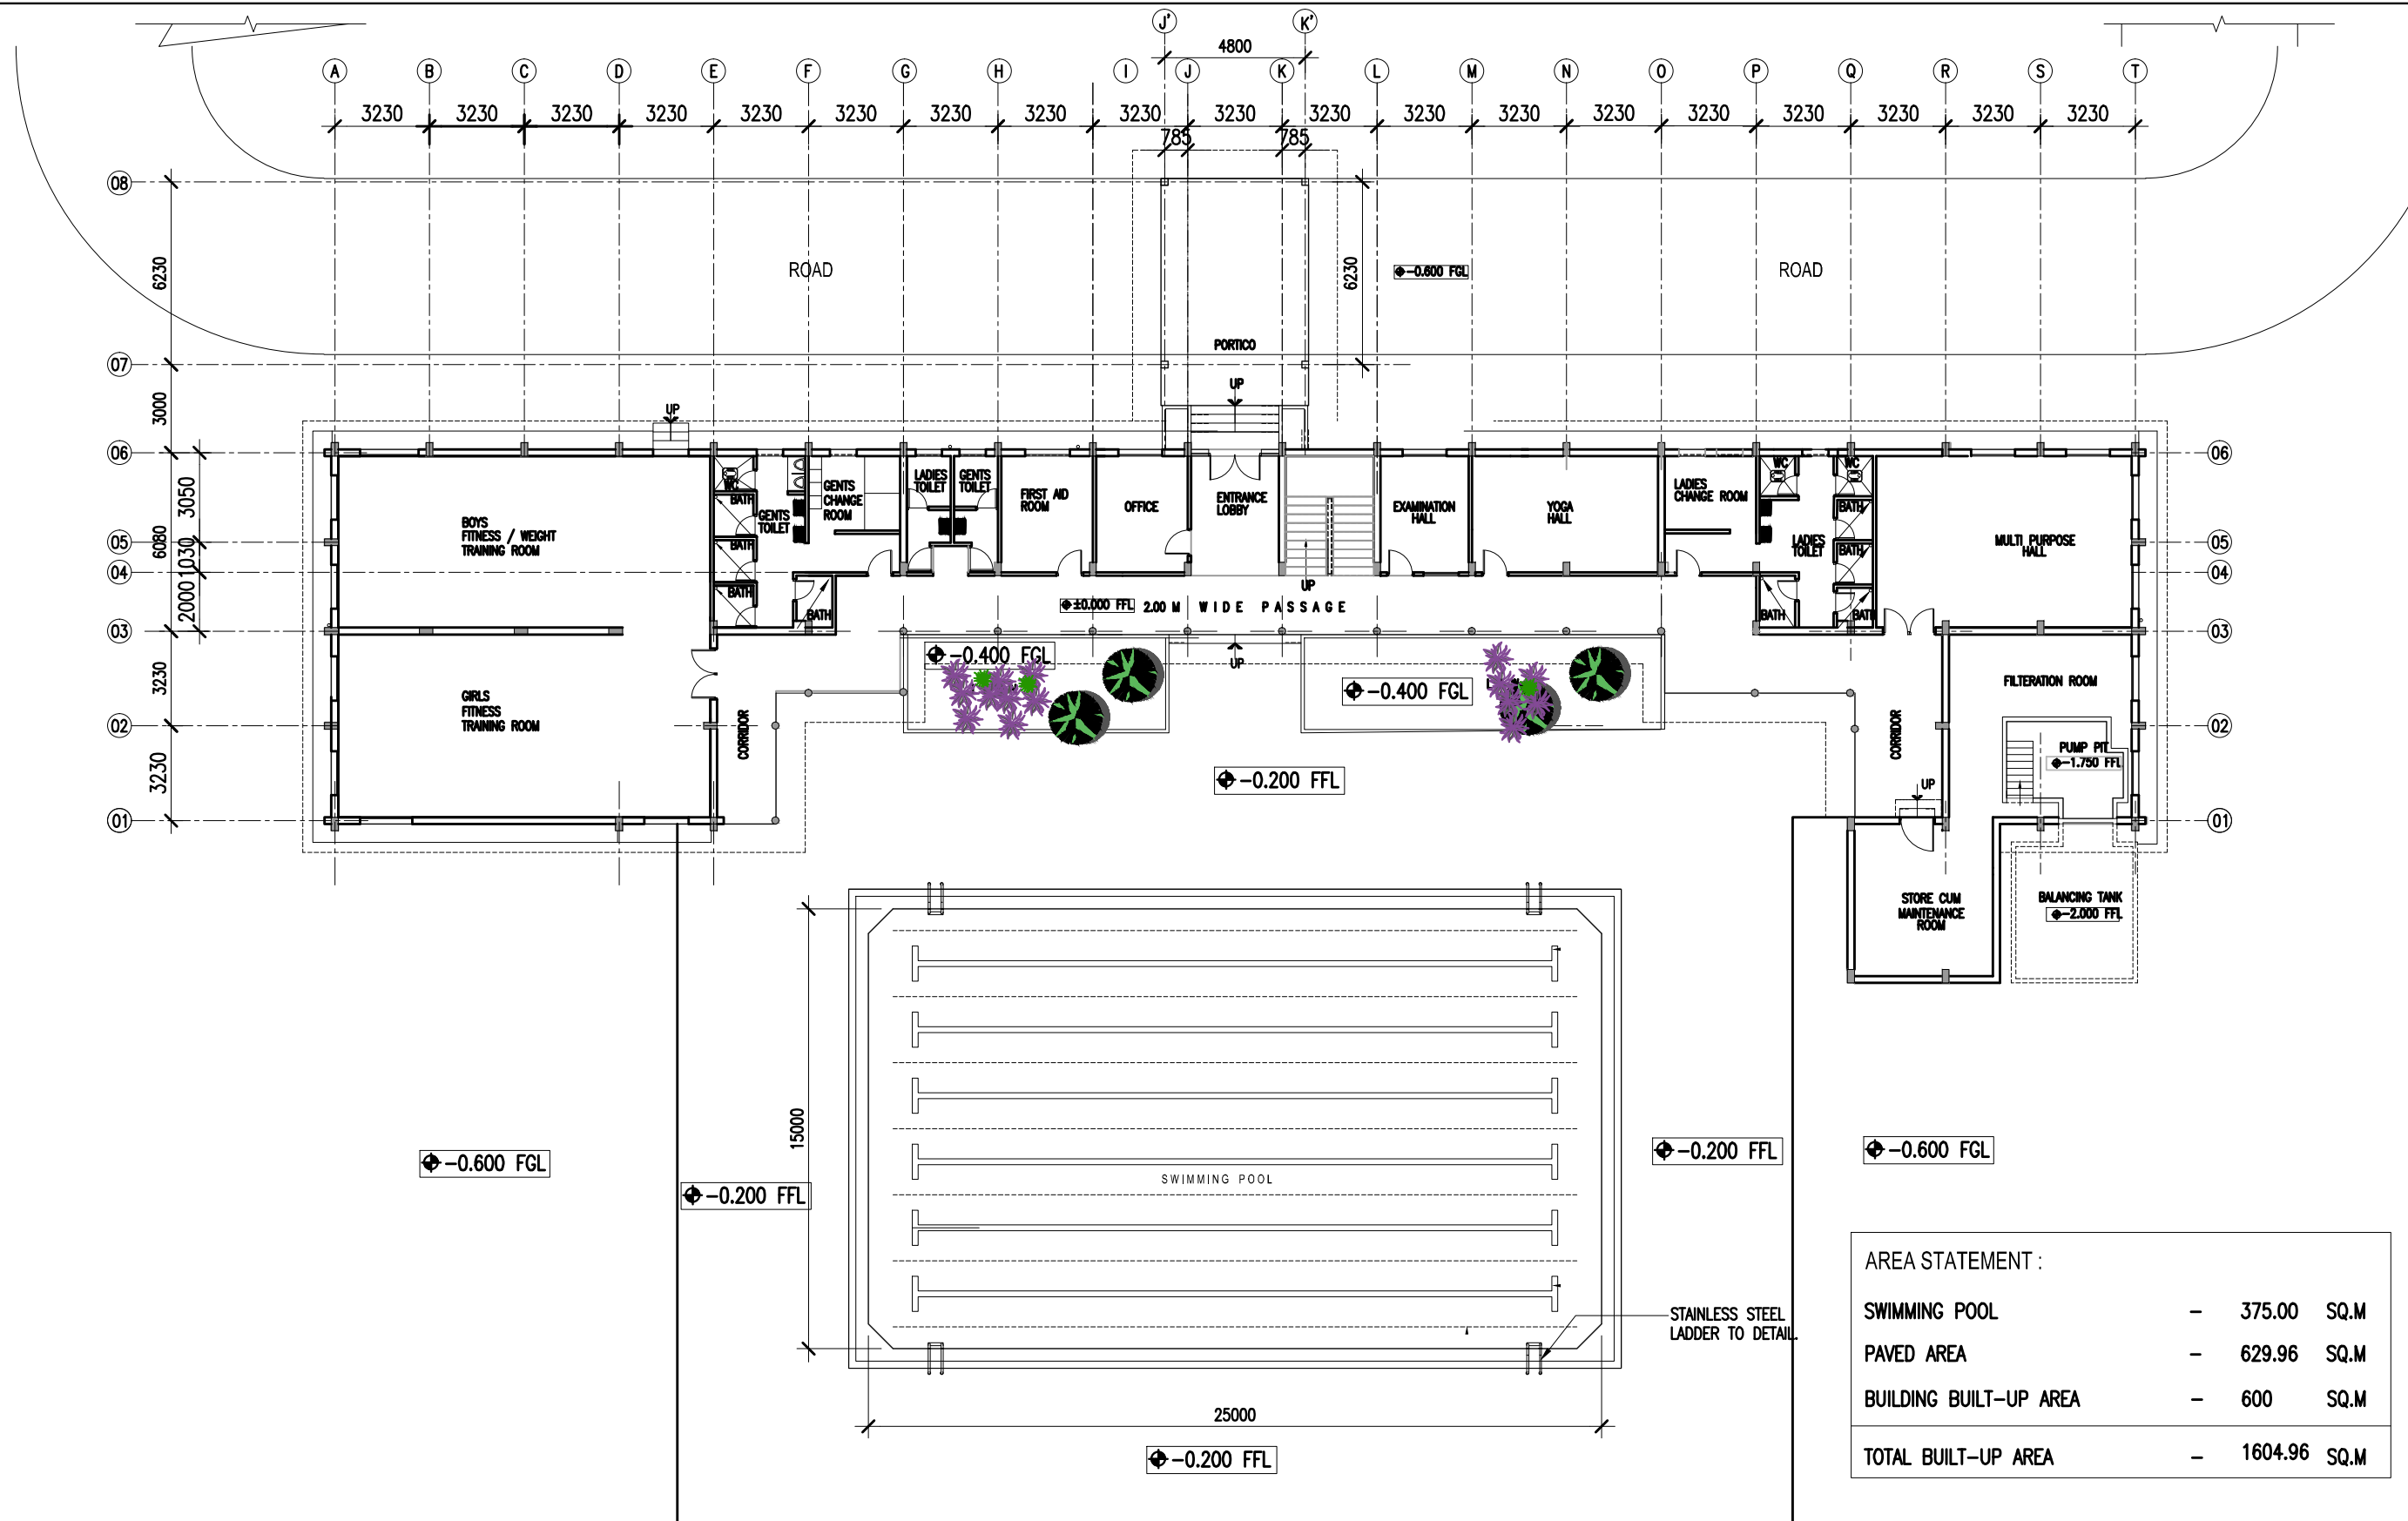 J' K'
4800
A B C D E F G H I J K L M N O P Q R S T
3230 3230 3230 3230 3230 3230 3230 3230 3230 3230 3230 3230 3230 3230 3230 3230 3230 3230 3230
785 785
08
6230
ROAD
6230
-0.600 FGL
ROAD
PORTICO
07
3000
UP
UP
06
06
3050
6080
1030
2000
05
05
04
04
03
03
BOYS
FITNESS / WEIGHT
TRAINING ROOM
WC
BATH
BATH
BATH
GENTS
TOILET
BATH
GENTS
CHANGE
ROOM
LADIES
TOILET
GENTS
TOILET
FIRST AID
ROOM
OFFICE
ENTRANCE
LOBBY
UP
EXAMINATION
HALL
YOGA
HALL
LADIES
CHANGE ROOM
WC
WC
BATH
BATH
LADIES
TOILET
BATH
BATH
MULTI PURPOSE
HALL
±0.000 FFL
2.00 M WIDE PASSAGE
UP
-0.400 FGL
-0.400 FGL
3230
3230
02
02
01
01
GIRLS
FITNESS
TRAINING ROOM
CORRIDOR
CORRIDOR
FILTERATION ROOM
PUMP PIT
-1.750 FFL
UP
-0.200 FFL
STORE CUM
MAINTENANCE
ROOM
BALANCING TANK
-2.000 FFL
15000
SWIMMING POOL
-0.600 FGL
-0.200 FFL
-0.200 FFL
-0.600 FGL
STAINLESS STEEL
LADDER TO DETAIL.
25000
-0.200 FFL
AREA STATEMENT :
SWIMMING POOL - 375.00 SQ.M
PAVED AREA - 629.96 SQ.M
BUILDING BUILT-UP AREA - 600 SQ.M
TOTAL BUILT-UP AREA - 1604.96 SQ.M